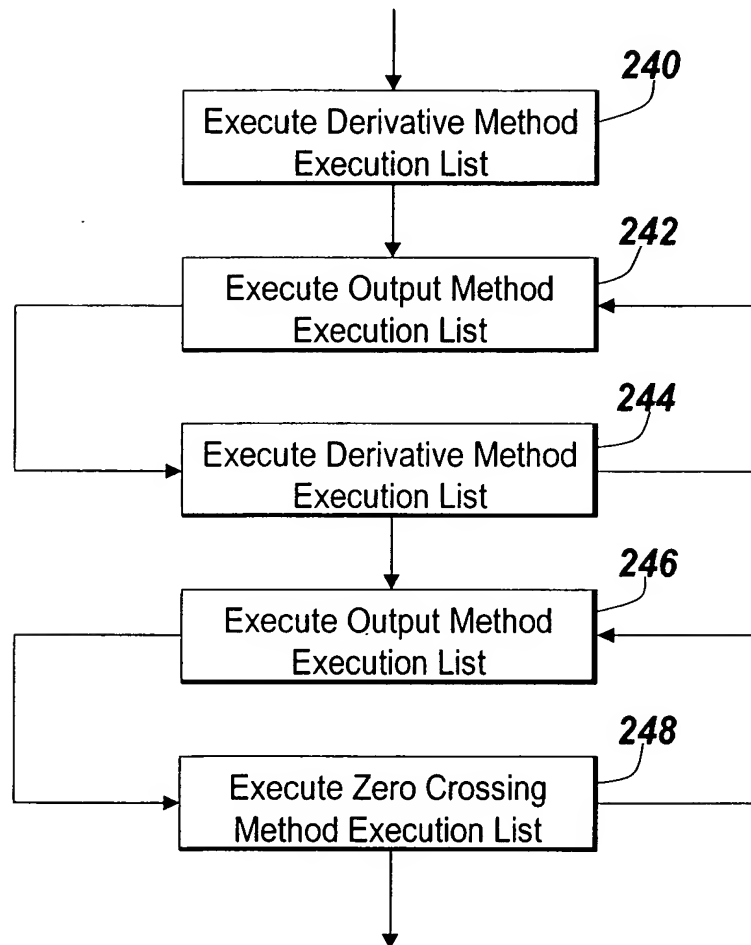 240
Execute Derivative Method
Execution List
242
Execute Output Method
Execution List
244
Execute Derivative Method
Execution List
246
Execute Output Method
Execution List
248
Execute Zero Crossing
Method Execution List